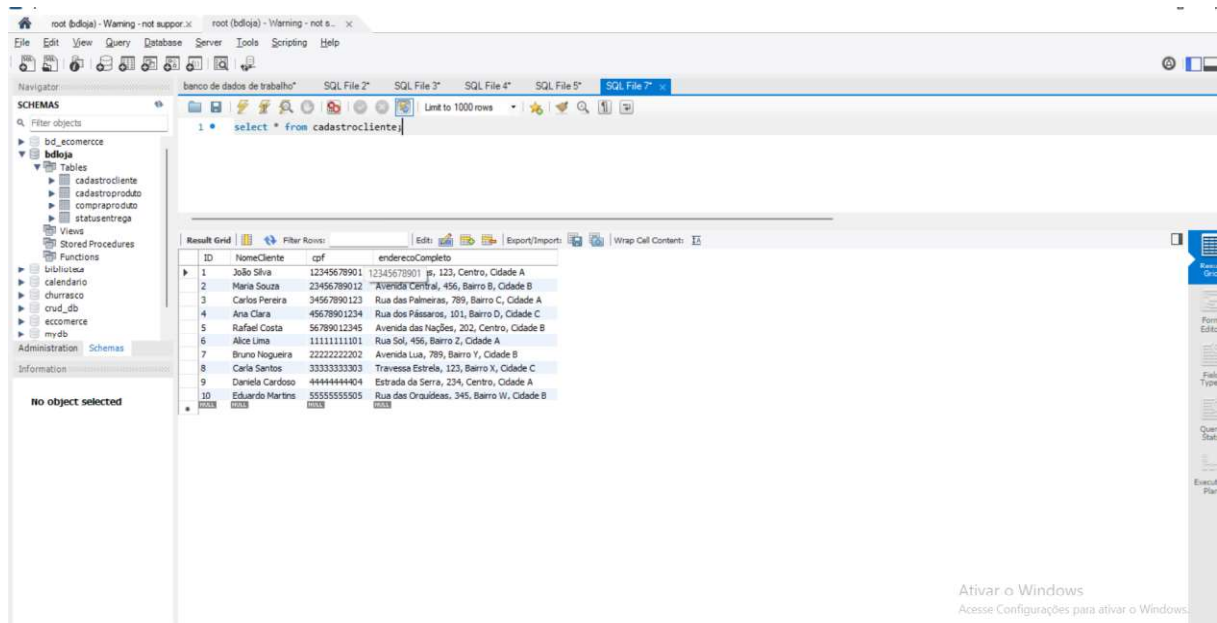 root (bdloja) - Warning - not suppor.. x root (bdloja) - Warning - not s... x
File Edit View Query Database Server Tools Scripting Help
Navigator
banco de dados de trabalho* SQL File 2* SQL File 3* SQL File 4* SQL File 5* SQL File 7* x
SCHEMAS
Limit to 1000 rows
Filter objects
1 select * from cadastrocliente;
bd_ecomercce
bdloja
Tables
cadastrocliente
cadastroproduto
compraproduto
statusentrega
Views
Stored Procedures
Functions
biblioteca
calendario
churrasco
crud_db
eccomerce
mydb
Administration Schemas
Information
No object selected
Result Grid Filter Rows: Edit: Export/Import: Wrap Cell Content:
ID NomeCliente cpf enderecoCompleto
1 João Silva 12345678901 12345678901 s, 123, Centro, Cidade A
2 Maria Souza 23456789012 Avenida Central, 456, Bairro B, Cidade B
3 Carlos Pereira 34567890123 Rua das Palmeiras, 789, Bairro C, Cidade A
4 Ana Clara 45678901234 Rua dos Pássaros, 101, Bairro D, Cidade C
5 Rafael Costa 56789012345 Avenida das Nações, 202, Centro, Cidade B
6 Alice Lima 11111111101 Rua Sol, 456, Bairro Z, Cidade A
7 Bruno Nogueira 22222222202 Avenida Lua, 789, Bairro Y, Cidade B
8 Carla Santos 33333333303 Travessa Estrela, 123, Bairro X, Cidade C
9 Daniela Cardoso 44444444404 Estrada da Serra, 234, Centro, Cidade A
10 Eduardo Martins 55555555505 Rua das Orquídeas, 345, Bairro W, Cidade B
NULL NULL NULL NULL
Form
Ativar o Windows
Acesse Configurações para ativar o Windows.